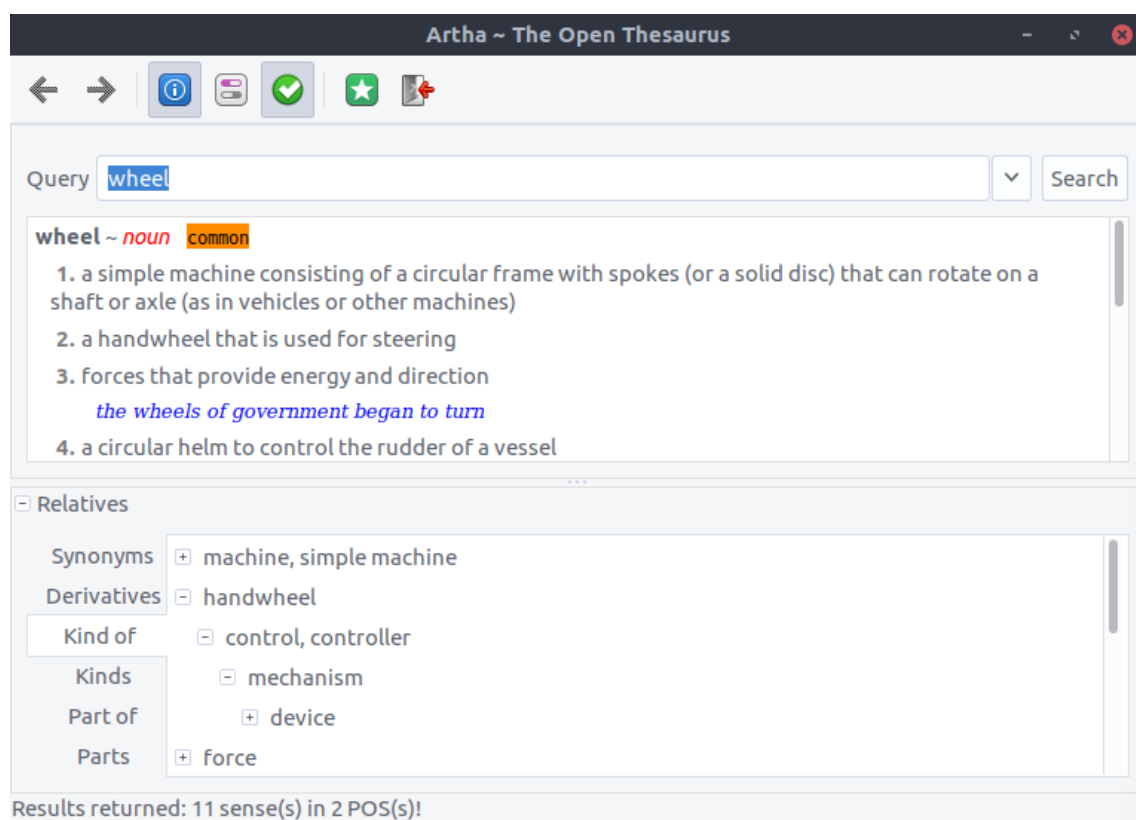 Artha ~ The Open Thesaurus
Query wheel Search
wheel ~ noun common
1. a simple machine consisting of a circular frame with spokes (or a solid disc) that can rotate on a
shaft or axle (as in vehicles or other machines)
2. a handwheel that is used for steering
3. forces that provide energy and direction
the wheels of government began to turn
4. a circular helm to control the rudder of a vessel
Relatives
Synonyms machine, simple machine
Derivatives handwheel
Kind of control, controller
Kinds mechanism
Part of device
Parts force
Results returned: 11 sense(s) in 2 POS(s)!